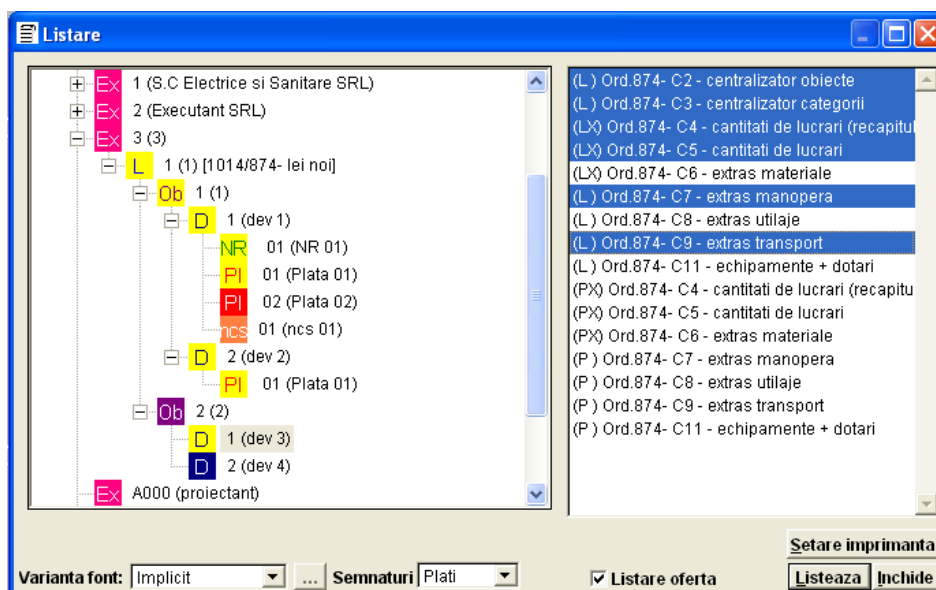 Listare
Ex 1 (S.C Electrice si Sanitare SRL)
Ex 2 (Executant SRL)
Ex 3 (3)
L 1 (1) [1014/874- lei noi]
Ob 1 (1)
D 1 (dev 1)
NR 01 (NR 01)
Pl 01 (Plata 01)
Pl 02 (Plata 02)
ncs 01 (ncs 01)
D 2 (dev 2)
Pl 01 (Plata 01)
Ob 2 (2)
D 1 (dev 3)
D 2 (dev 4)
Ex A000 (proiectant)
(L ) Ord.874- C2 - centralizator obiecte
(L ) Ord.874- C3 - centralizator categorii
(LX) Ord.874- C4 - cantitati de lucrari (recapitul
(LX) Ord.874- C5 - cantitati de lucrari
(LX) Ord.874- C6 - extras materiale
(L ) Ord.874- C7 - extras manopera
(L ) Ord.874- C8 - extras utilaje
(L ) Ord.874- C9 - extras transport
(L ) Ord.874- C11 - echipamente + dotari
(PX) Ord.874- C4 - cantitati de lucrari (recapitu
(PX) Ord.874- C5 - cantitati de lucrari
(PX) Ord.874- C6 - extras materiale
(P ) Ord.874- C7 - extras manopera
(P ) Ord.874- C8 - extras utilaje
(P ) Ord.874- C9 - extras transport
(P ) Ord.874- C11 - echipamente + dotari
Setare imprimanta
Varianta font: Implicit ... Semnaturi Plati Listare oferta Listeaza Inchide